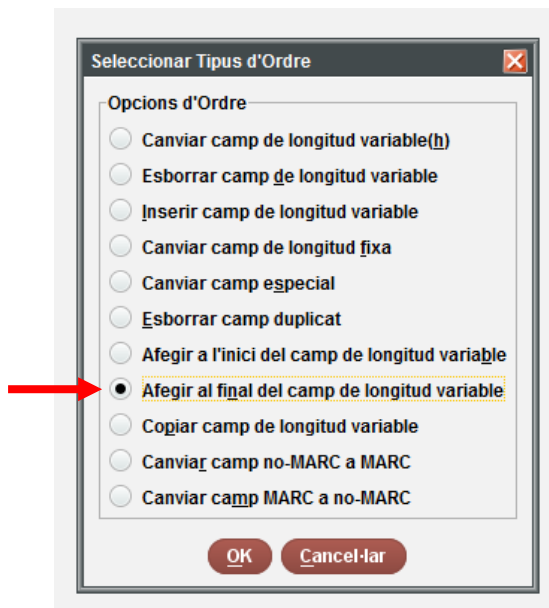 Seleccionar Tipus d'Ordre
Opcions d'Ordre
Canviar camp de longitud variable(h)
Esborrar camp de longitud variable
Inserir camp de longitud variable
Canviar camp de longitud fixa
Canviar camp especial
Esborrar camp duplicat
Afegir a l'inici del camp de longitud variable
Afegir al final del camp de longitud variable
Copiar camp de longitud variable
Canviar camp no-MARC a MARC
Canviar camp MARC a no-MARC
OK Cancel·lar